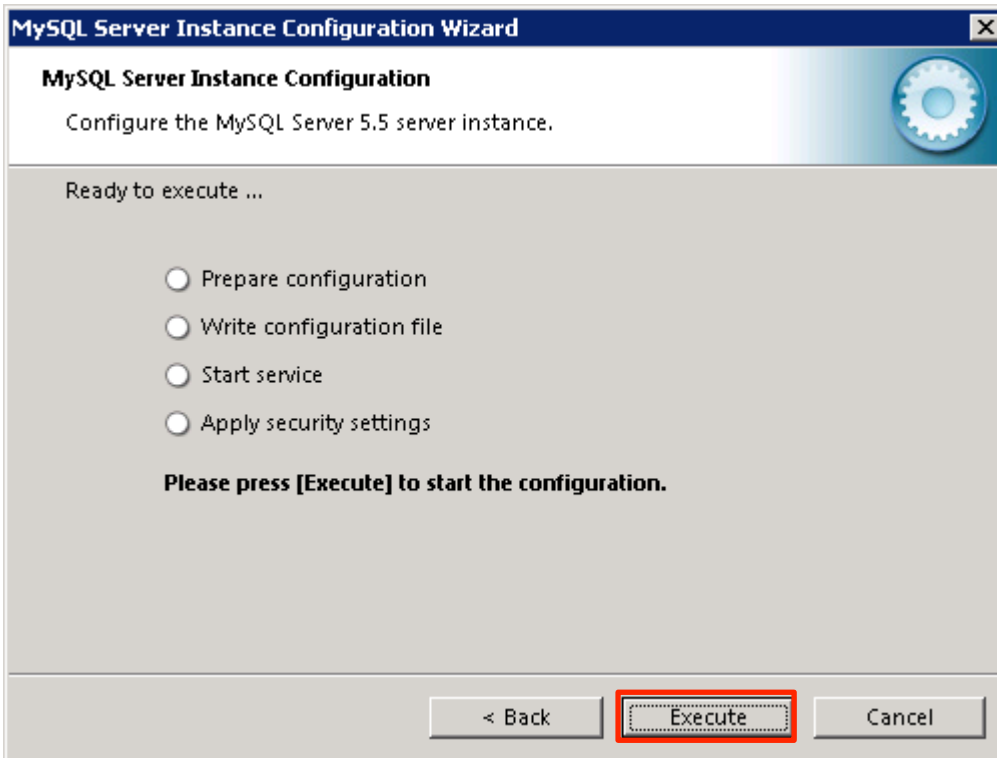 MySQL Server Instance Configuration Wizard
MySQL Server Instance Configuration
Configure the MySQL Server 5.5 server instance.
Ready to execute ...
Prepare configuration
Write configuration file
Start service
Apply security settings
Please press [Execute] to start the configuration.
< Back
Execute
Cancel